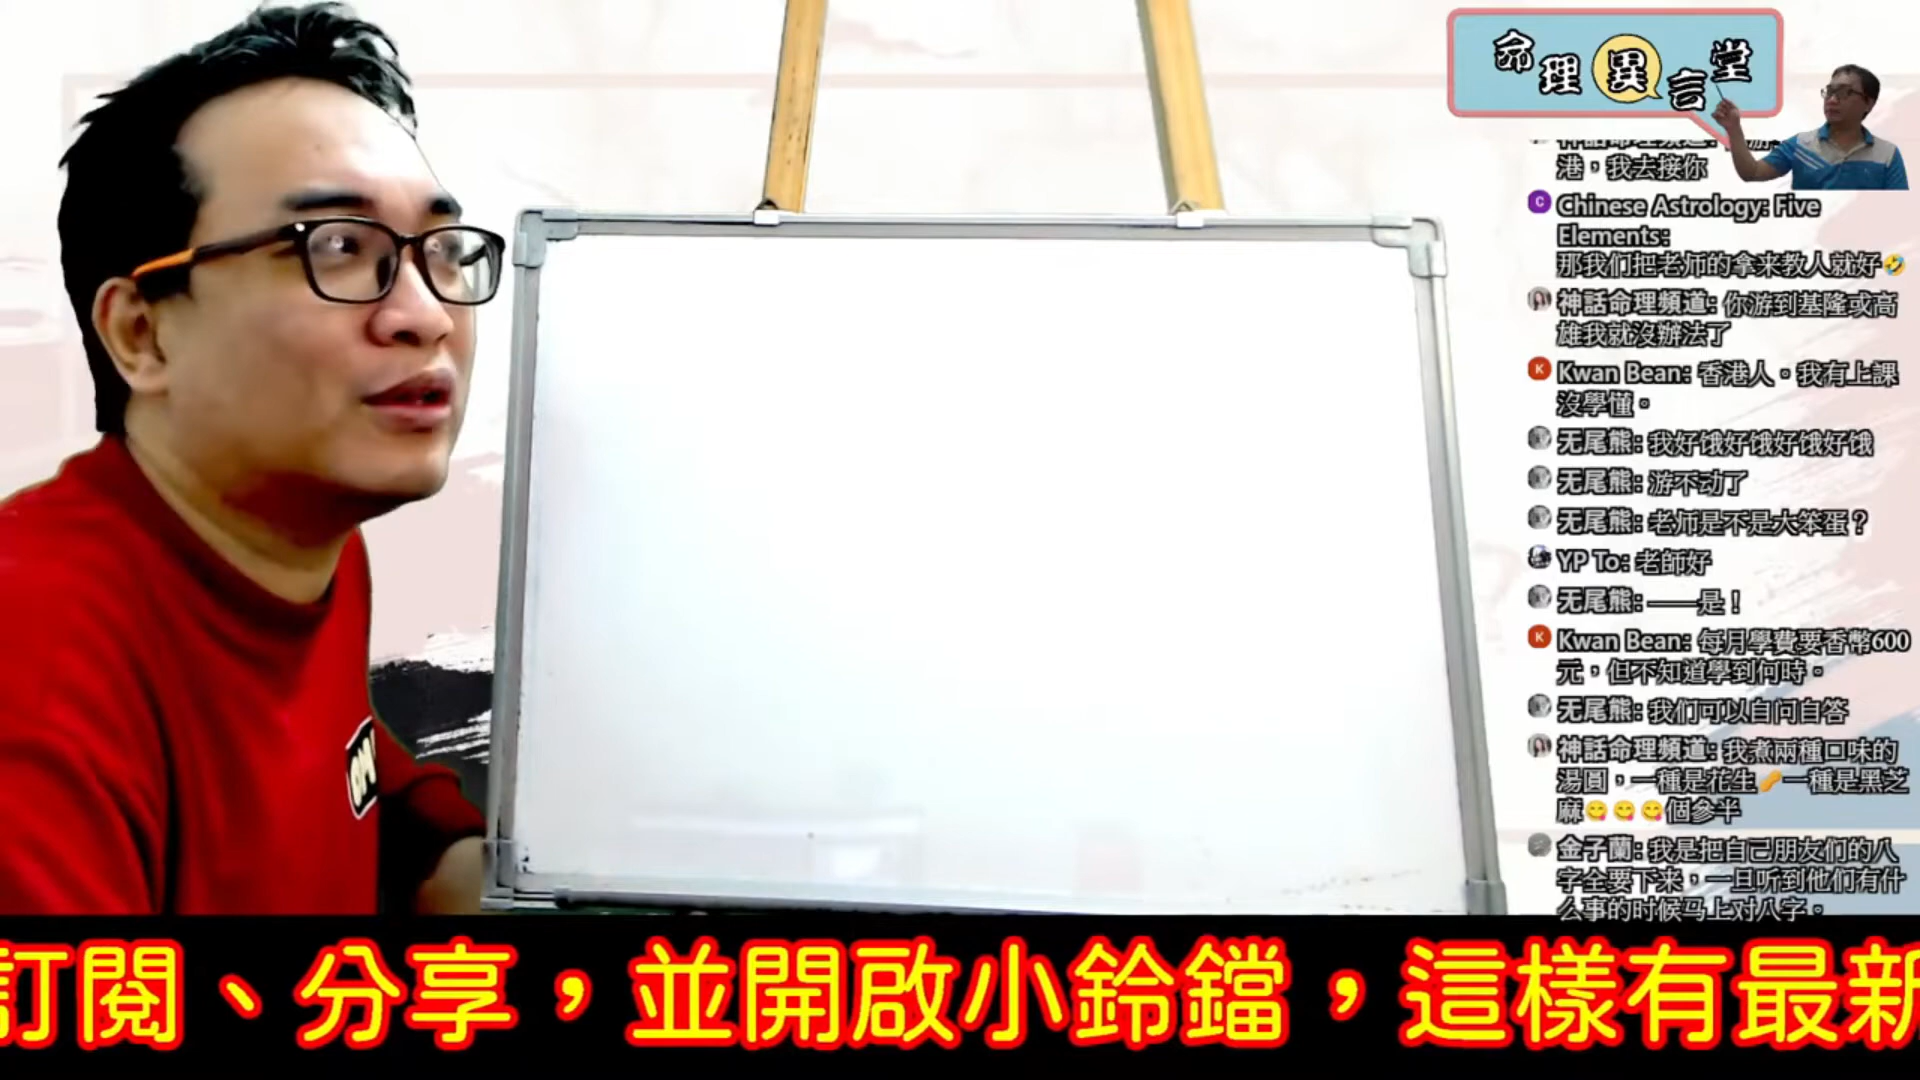 命理異言堂
港，我去接你
Chinese Astrology: Five
Elements:
那我们把老师的拿来教人就好🤣
神話命理頻道: 你游到基隆或高
雄我就沒辦法了
Kwan Bean: 香港人。我有上課
沒學懂。
无尾熊: 我好饿好饿好饿好饿
无尾熊: 游不动了
无尾熊: 老师是不是大笨蛋？
YP To: 老師好
无尾熊: ——是！
Kwan Bean: 每月學費要香幣600
元，但不知道學到何時。
无尾熊: 我们可以自问自答
神話命理頻道: 我煮兩種口味的
湯圓，一種是花生🥜一種是黑芝
麻😋😋😋個參半
金子蘭: 我是把自己朋友们的八
字全要下来，一旦听到他们有什
么事的时候马上对八字。
訂閱、分享，並開啟小鈴鐺，這樣有最新